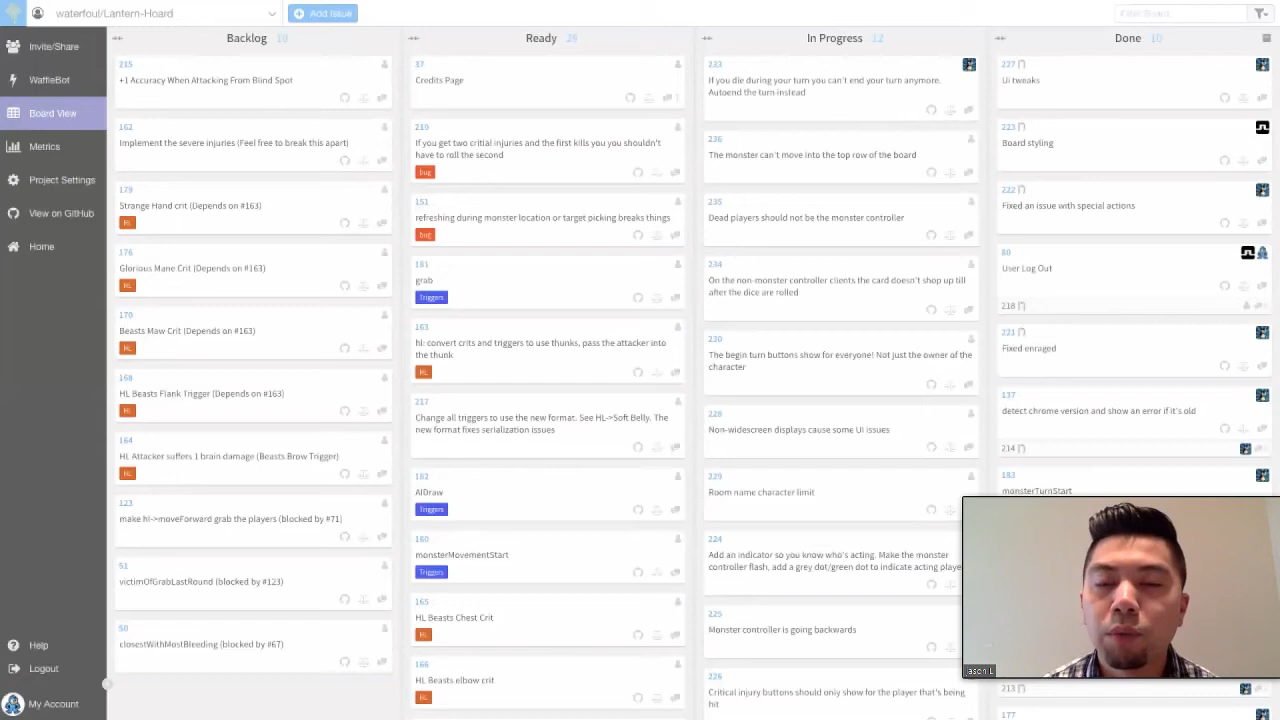 waterfoul/Lantern-Hoard
Add Issue
Filter Board
Invite/Share
WaffleBot
Board View
Metrics
Project Settings
View on GitHub
Home
Help
Logout
My Account
Backlog 10
215
+1 Accuracy When Attacking From Blind Spot
162
Implement the severe injuries (Feel free to break this apart)
179
Strange Hand crit (Depends on #163)
HL
176
Glorious Mane Crit (Depends on #163)
HL
170
Beasts Maw Crit (Depends on #163)
HL
168
HL Beasts Flank Trigger (Depends on #163)
HL
164
HL Attacker suffers 1 brain damage (Beasts Brow Trigger)
HL
123
make hl->moveForward grab the players (blocked by #71)
51
victimOfGrabLastRound (blocked by #123)
50
closestWithMostBleeding (blocked by #67)
Ready
37
Credits Page
1
219
If you get two critial injuries and the first kills you you shouldn't
have to roll the second
bug
151
refreshing during monster location or target picking breaks things
bug
181
grab
Triggers
163
hl: convert crits and triggers to use thunks, pass the attacker into
the thunk
HL
217
Change all triggers to use the new format. See HL->Soft Belly. The
new format fixes serialization issues
182
AIDraw
Triggers
180
monsterMovementStart
Triggers
165
HL Beasts Chest Crit
HL
166
HL Beasts elbow crit
HL
In Progress 12
233
If you die during your turn you can't end your turn anymore.
Autoend the turn instead
236
The monster can't move into the top row of the board
235
Dead players should not be the monster controller
234
On the non-monster controller clients the card doesn't shop up till
after the dice are rolled
230
The begin turn buttons show for everyone! Not just the owner of the
character
228
Non-widescreen displays cause some UI issues
229
Room name character limit
224
Add an indicator so you know who's acting. Make the monster
controller flash, add a grey dot/green dot to indicate acting playe
225
Monster controller is going backwards
226
Critical injury buttons should only show for the player that's being
hit
Done 10
227
Ui tweaks
223
Board styling
222
Fixed an issue with special actions
80
User Log Out
218
221
Fixed enraged
137
detect chrome version and show an error if it's old
214
183
monsterTurnStart
Jason L
213
177